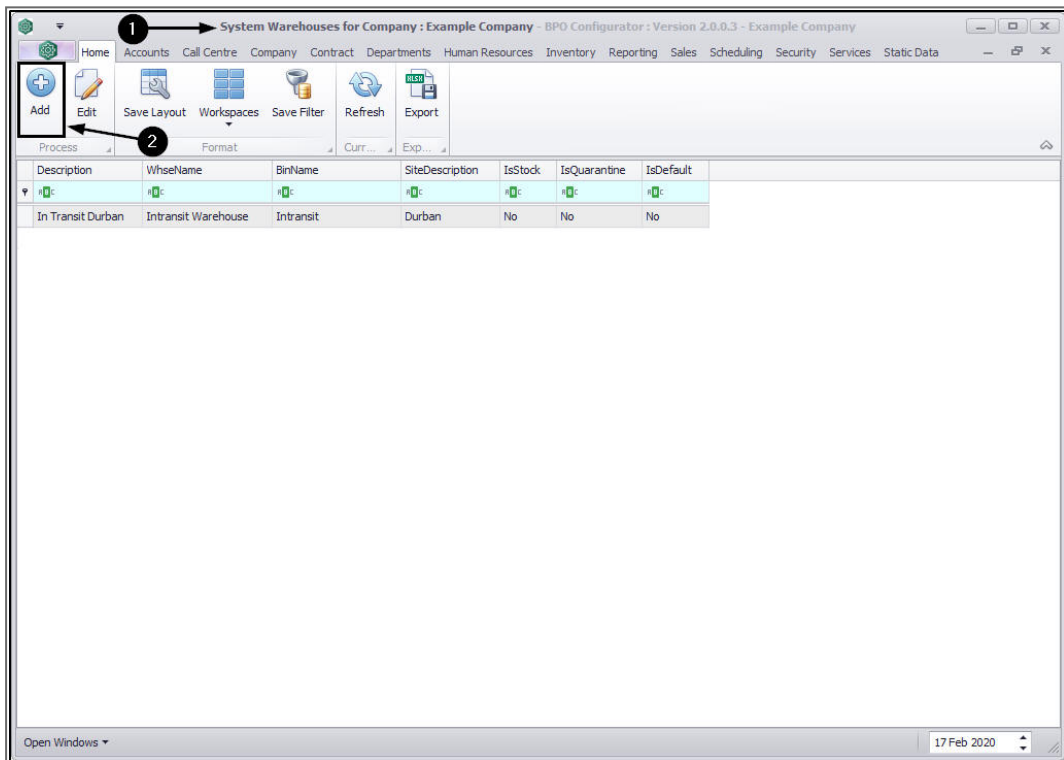 1 System Warehouses for Company : Example Company - BPO Configurator : Version 2.0.0.3 - Example Company
Home Accounts Call Centre Company Contract Departments Human Resources Inventory Reporting Sales Scheduling Security Services Static Data
XLSX
Add Edit Save Layout Workspaces Save Filter Refresh Export
2
Process Format Curr... Exp...
Description WhseName BinName SiteDescription IsStock IsQuarantine IsDefault
In Transit Durban Intransit Warehouse Intransit Durban No No No
Open Windows 17 Feb 2020